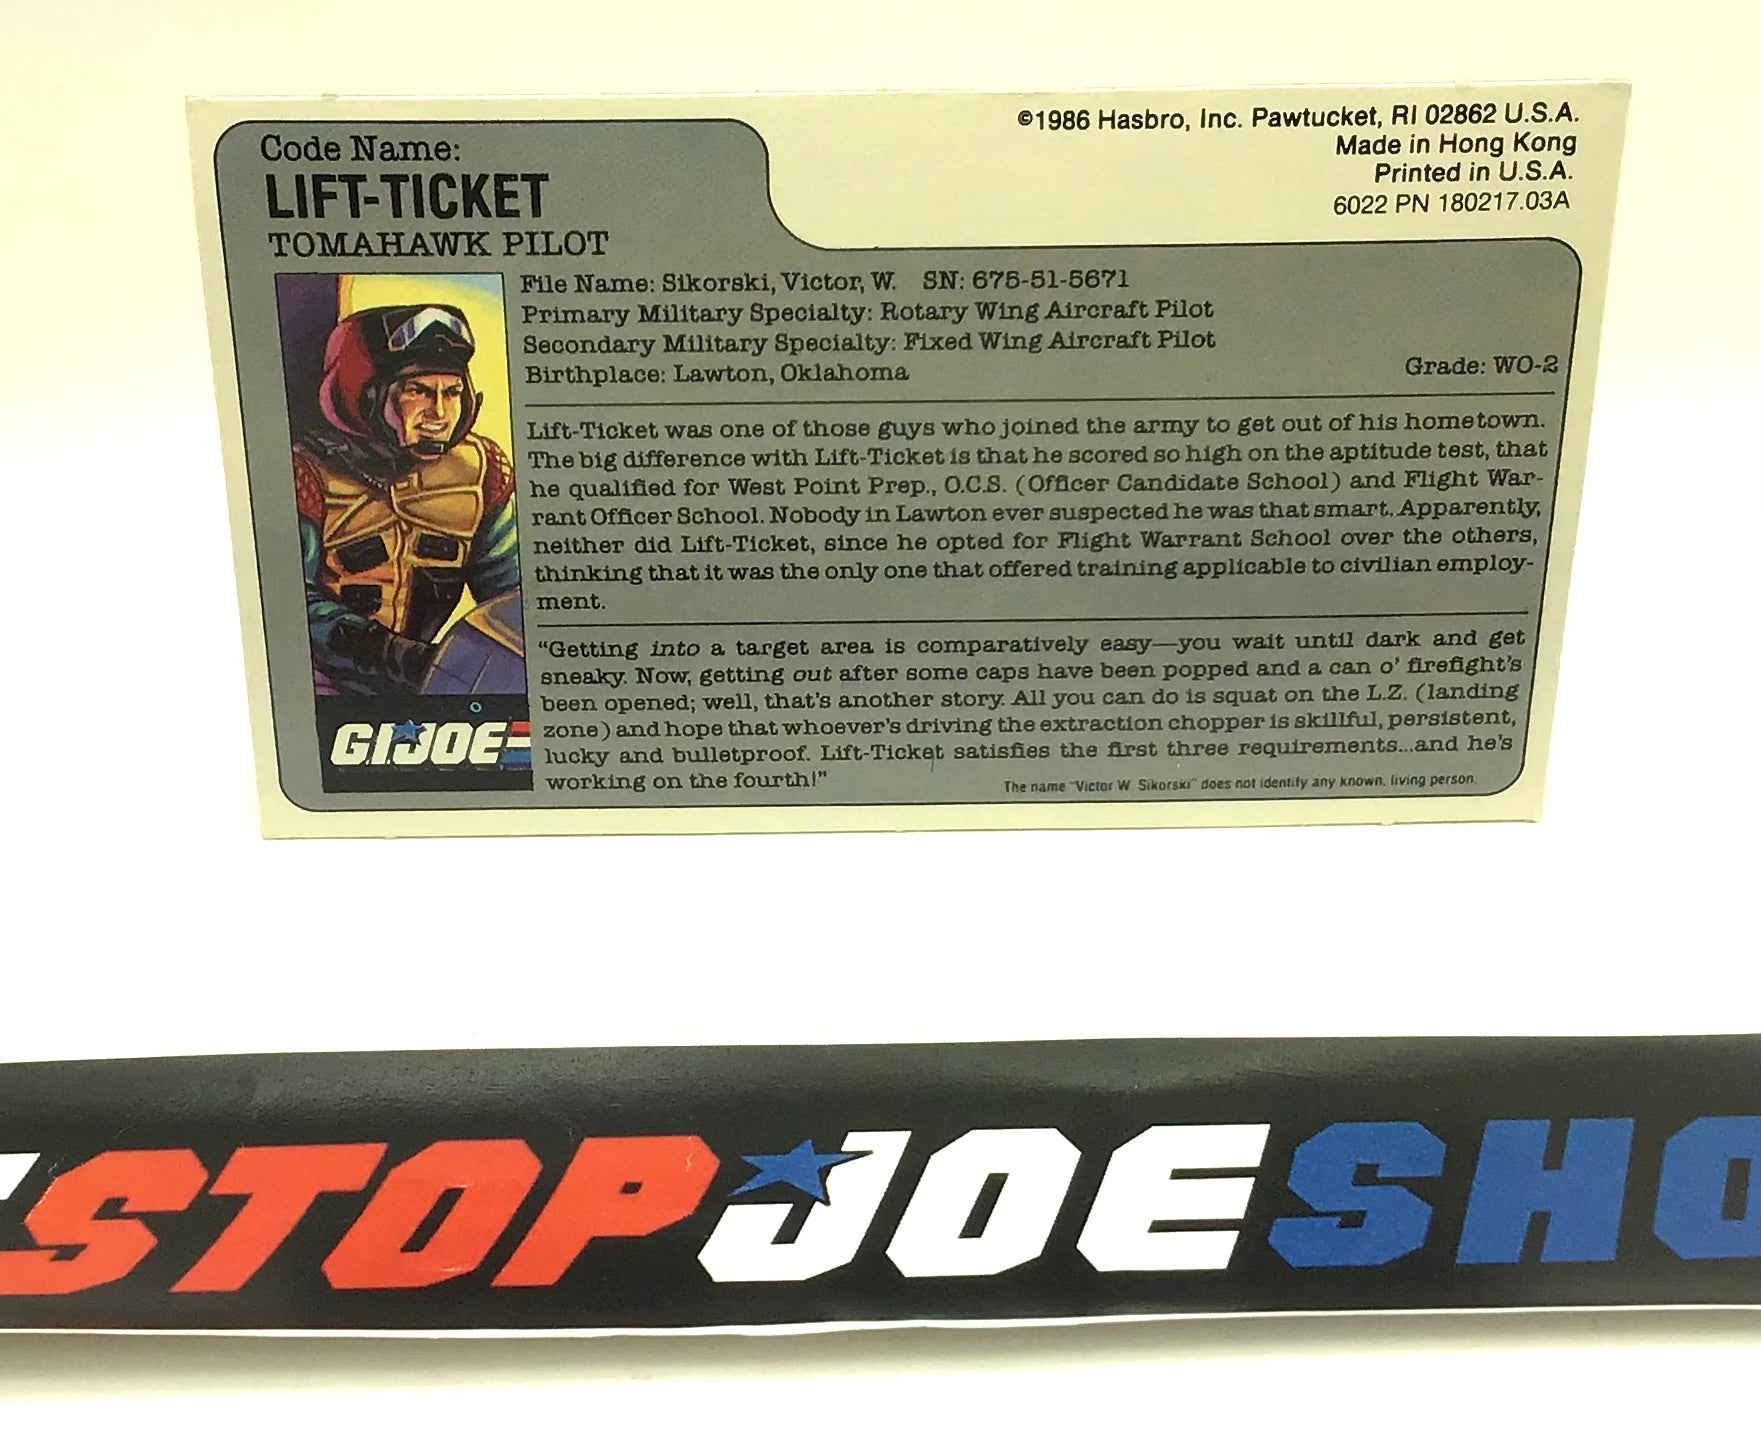 ©1986 Hasbro, Inc. Pawtucket, RI 02862 U.S.A.
Made in Hong Kong
Printed in U.S.A.
6022 PN 180217.03A
Code Name:
LIFT-TICKET
TOMAHAWK PILOT
File Name: Sikorski, Victor, W. SN: 675-51-5671
Primary Military Specialty: Rotary Wing Aircraft Pilot
Secondary Military Specialty: Fixed Wing Aircraft Pilot
Birthplace: Lawton, Oklahoma
Grade: WO-2
Lift-Ticket was one of those guys who joined the army to get out of his hometown.
The big difference with Lift-Ticket is that he scored so high on the aptitude test, that
he qualified for West Point Prep., O.C.S. (Officer Candidate School) and Flight War-
rant Officer School. Nobody in Lawton ever suspected he was that smart. Apparently,
neither did Lift-Ticket, since he opted for Flight Warrant School over the others,
thinking that it was the only one that offered training applicable to civilian employ-
ment.
"Getting into a target area is comparatively easy—you wait until dark and get
sneaky. Now, getting out after some caps have been popped and a can o' firefight's
been opened; well, that's another story. All you can do is squat on the L.Z. (landing
zone) and hope that whoever's driving the extraction chopper is skillful, persistent,
lucky and bulletproof. Lift-Ticket satisfies the first three requirements...and he's
working on the fourth!"
The name "Victor W. Sikorski" does not identify any known, living person.
G.I.JOE
STOP JOE SHO